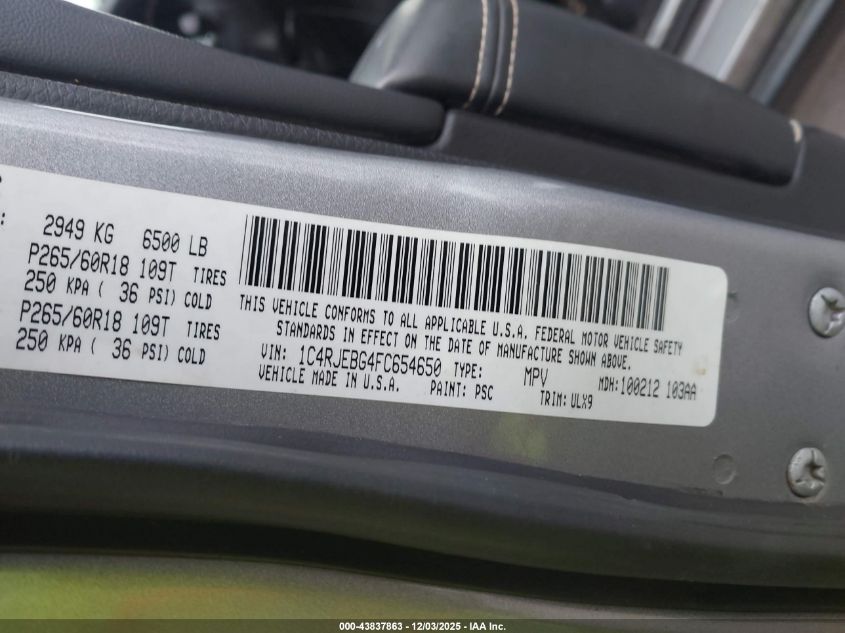 2949 KG 6500 LB
P265/60R18 109T TIRES
250 KPA ( 36 PSI) COLD
P265/60R18 109T TIRES
250 KPA ( 36 PSI) COLD
THIS VEHICLE CONFORMS TO ALL APPLICABLE U.S.A. FEDERAL MOTOR VEHICLE SAFETY
STANDARDS IN EFFECT ON THE DATE OF MANUFACTURE SHOWN ABOVE.
VIN: 1C4RJEBG4FC654650 TYPE: MPV MDH:100212 103AA
VEHICLE MADE IN U.S.A. PAINT: PSC TRIM: ULX9
000-43837863 - 12/03/2025 - IAA Inc.